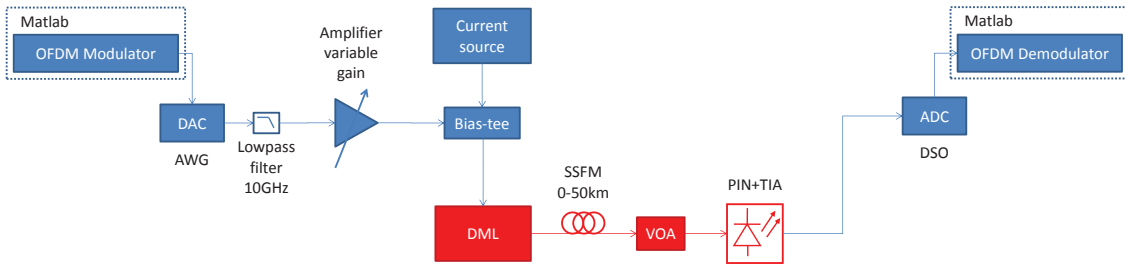 Matlab
OFDM Modulator
DAC
AWG
Lowpass
filter
10GHz
Amplifier
variable
gain
Current
source
Bias-tee
DML
SSFM
0-50km
VOA
PIN+TIA
ADC
DSO
Matlab
OFDM Demodulator